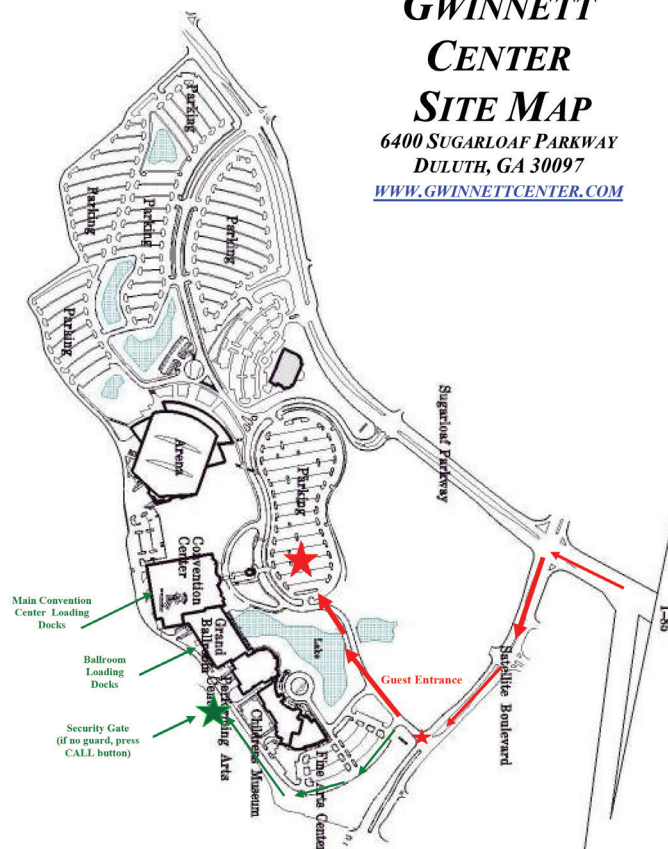 GWINNETT
CENTER
SITE MAP
6400 SUGARLOAF PARKWAY
DULUTH, GA 30097
WWW.GWINNETTCENTER.COM
Parking
Parking
Parking
Parking
Parking
Sugarloaf Parkway
Arena
Parking
I-85
Convention
Center
Main Convention
Center Loading
Docks
Grand
Ballroom
Lake
Satellite Boulevard
Ballroom
Loading
Docks
Guest Entrance
Performing Arts
Center
Security Gate
(if no guard, press
CALL button)
Childrens Museum
Fine Arts Center